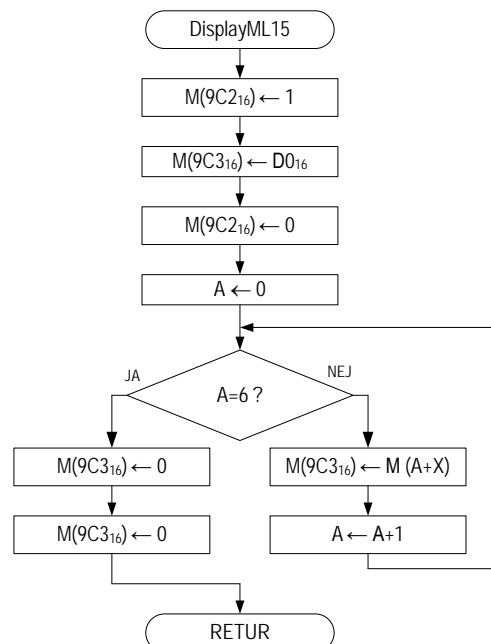 DisplayML15
M(9C2₁₆) ← 1
M(9C3₁₆) ← D0₁₆
M(9C2₁₆) ← 0
A ← 0
A=6 ?
JA
NEJ
M(9C3₁₆) ← 0
M(9C3₁₆) ← M (A+X)
M(9C3₁₆) ← 0
A ← A+1
RETUR